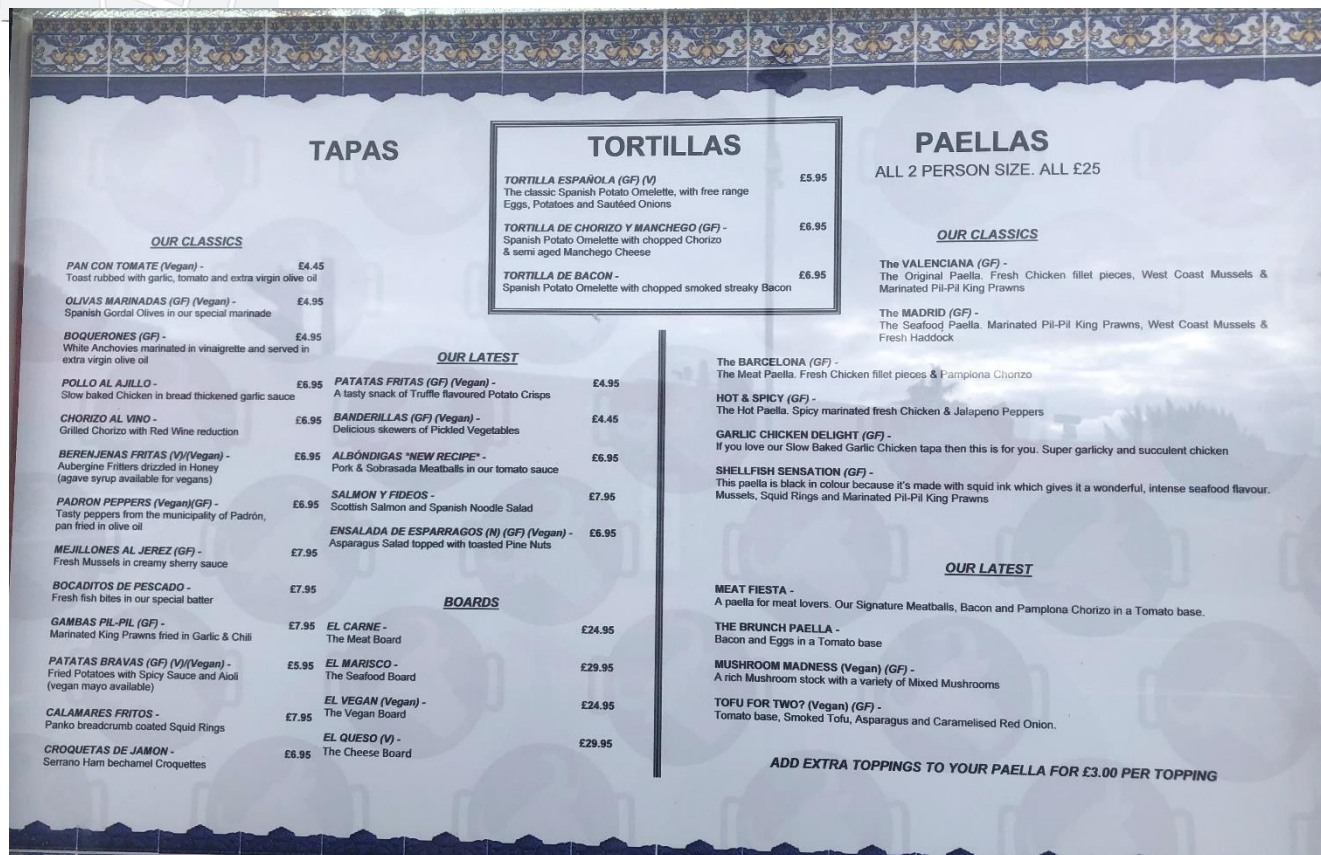 TAPAS
OUR CLASSICS
PAN CON TOMATE (Vegan) - £4.45
Toast rubbed with garlic, tomato and extra virgin olive oil
OLIVAS MARINADAS (GF) (Vegan) - £4.95
Spanish Gordal Olives in our special marinade
BOQUERONES (GF) - £4.95
White Anchovies marinated in vinaigrette and served in
extra virgin olive oil
POLLO AL AJILLO - £6.95
Slow baked Chicken in bread thickened garlic sauce
CHORIZO AL VINO - £6.95
Grilled Chorizo with Red Wine reduction
BERENJENAS FRITAS (V)/(Vegan) - £6.95
Aubergine Fritters drizzled in Honey
(agave syrup available for vegans)
PADRON PEPPERS (Vegan)(GF) - £6.95
Tasty peppers from the municipality of Padrón,
pan fried in olive oil
MEJILLONES AL JEREZ (GF) - £7.95
Fresh Mussels in creamy sherry sauce
BOCADITOS DE PESCADO - £7.95
Fresh fish bites in our special batter
GAMBAS PIL-PIL (GF) - £7.95
Marinated King Prawns fried in Garlic & Chili
PATATAS BRAVAS (GF) (V)/(Vegan) - £5.95
Fried Potatoes with Spicy Sauce and Aioli
(vegan mayo available)
CALAMARES FRITOS - £7.95
Panko breadcrumb coated Squid Rings
CROQUETAS DE JAMON - £6.95
Serrano Ham bechamel Croquettes
OUR LATEST
PATATAS FRITAS (GF) (Vegan) - £4.95
A tasty snack of Truffle flavoured Potato Crisps
BANDERILLAS (GF) (Vegan) - £4.45
Delicious skewers of Pickled Vegetables
ALBÓNDIGAS *NEW RECIPE* - £6.95
Pork & Sobrasada Meatballs in our tomato sauce
SALMON Y FIDEOS - £7.95
Scottish Salmon and Spanish Noodle Salad
ENSALADA DE ESPARRAGOS (N) (GF) (Vegan) - £6.95
Asparagus Salad topped with toasted Pine Nuts
BOARDS
EL CARNE - £24.95
The Meat Board
EL MARISCO - £29.95
The Seafood Board
EL VEGAN (Vegan) - £24.95
The Vegan Board
EL QUESO (V) - £29.95
The Cheese Board
TORTILLAS
TORTILLA ESPAÑOLA (GF) (V) £5.95
The classic Spanish Potato Omelette, with free range
Eggs, Potatoes and Sautéed Onions
TORTILLA DE CHORIZO Y MANCHEGO (GF) - £6.95
Spanish Potato Omelette with chopped Chorizo
& semi aged Manchego Cheese
TORTILLA DE BACON - £6.95
Spanish Potato Omelette with chopped smoked streaky Bacon
PAELLAS
ALL 2 PERSON SIZE. ALL £25
OUR CLASSICS
The VALENCIANA (GF) -
The Original Paella. Fresh Chicken fillet pieces, West Coast Mussels &
Marinated Pil-Pil King Prawns
The MADRID (GF) -
The Seafood Paella. Marinated Pil-Pil King Prawns, West Coast Mussels &
Fresh Haddock
The BARCELONA (GF) -
The Meat Paella. Fresh Chicken fillet pieces & Pamplona Chorizo
HOT & SPICY (GF) -
The Hot Paella. Spicy marinated fresh Chicken & Jalapeno Peppers
GARLIC CHICKEN DELIGHT (GF) -
If you love our Slow Baked Garlic Chicken tapa then this is for you. Super garlicky and succulent chicken
SHELLFISH SENSATION (GF) -
This paella is black in colour because it's made with squid ink which gives it a wonderful, intense seafood flavour.
Mussels, Squid Rings and Marinated Pil-Pil King Prawns
OUR LATEST
MEAT FIESTA -
A paella for meat lovers. Our Signature Meatballs, Bacon and Pamplona Chorizo in a Tomato base.
THE BRUNCH PAELLA -
Bacon and Eggs in a Tomato base
MUSHROOM MADNESS (Vegan) (GF) -
A rich Mushroom stock with a variety of Mixed Mushrooms
TOFU FOR TWO? (Vegan) (GF) -
Tomato base, Smoked Tofu, Asparagus and Caramelised Red Onion.
ADD EXTRA TOPPINGS TO YOUR PAELLA FOR £3.00 PER TOPPING